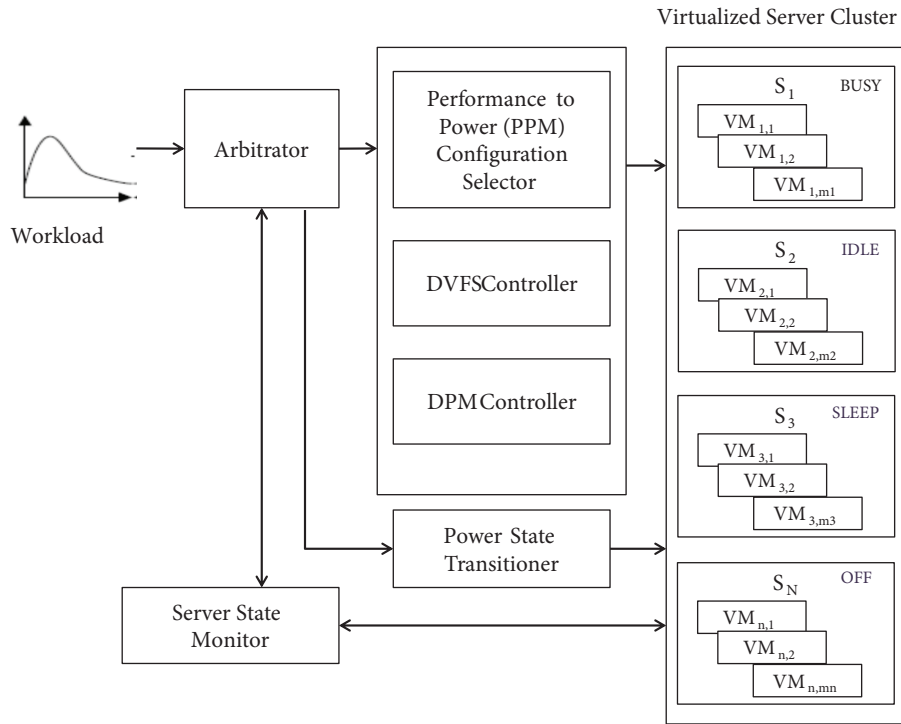 Virtualized Server Cluster
Workload
Arbitrator
Performance to
Power (PPM)
Configuration
Selector
DVFSController
DPMController
Power State
Transitioner
Server State
Monitor
S1 BUSY
VM1,1
VM1,2
VM1,m1
S2 IDLE
VM2,1
VM2,2
VM2,m2
S3 SLEEP
VM3,1
VM3,2
VM3,m3
SN OFF
VMn,1
VMn,2
VMn,mn